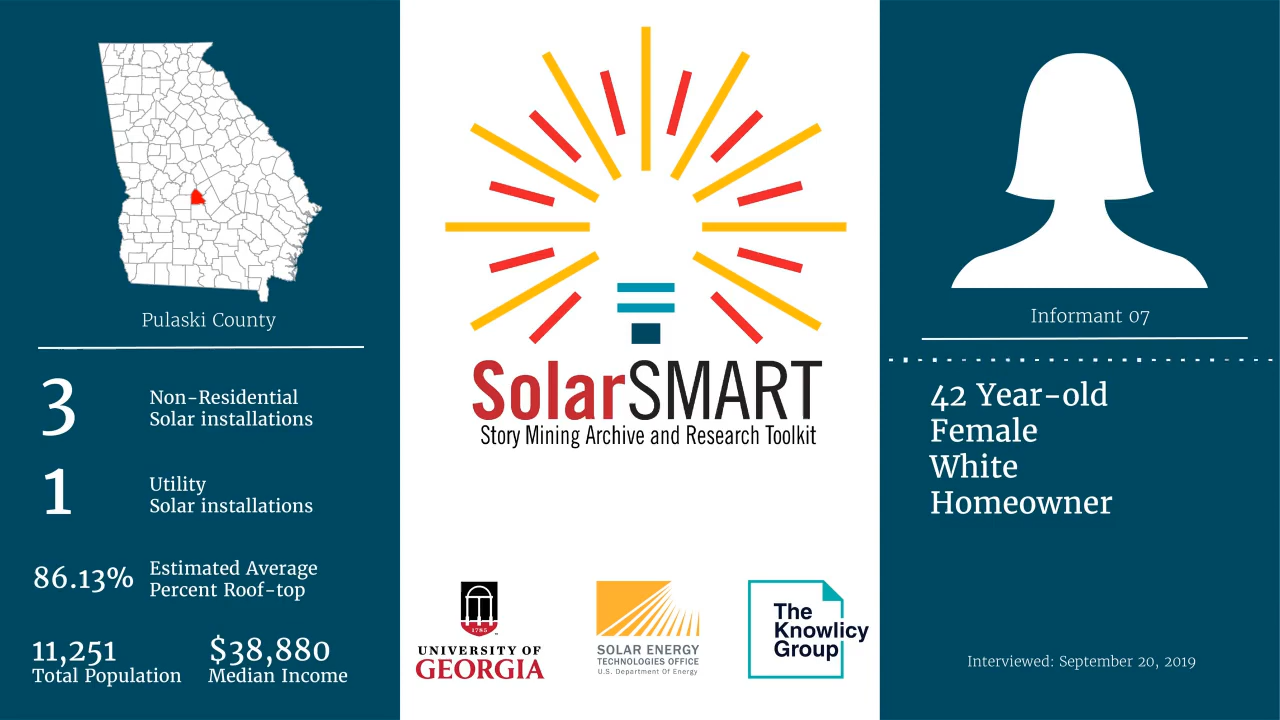 Pulaski County
3
Non-Residential
Solar installations
1
Utility
Solar installations
86.13%
Estimated Average
Percent Roof-top
11,251
Total Population
$38,880
Median Income
SolarSMART
Story Mining Archive and Research Toolkit
1785
UNIVERSITY OF
GEORGIA
SOLAR ENERGY
TECHNOLOGIES OFFICE
U.S. Department Of Energy
The
Knowlicy
Group
Informant 07
42 Year-old
Female
White
Homeowner
Interviewed: September 20, 2019